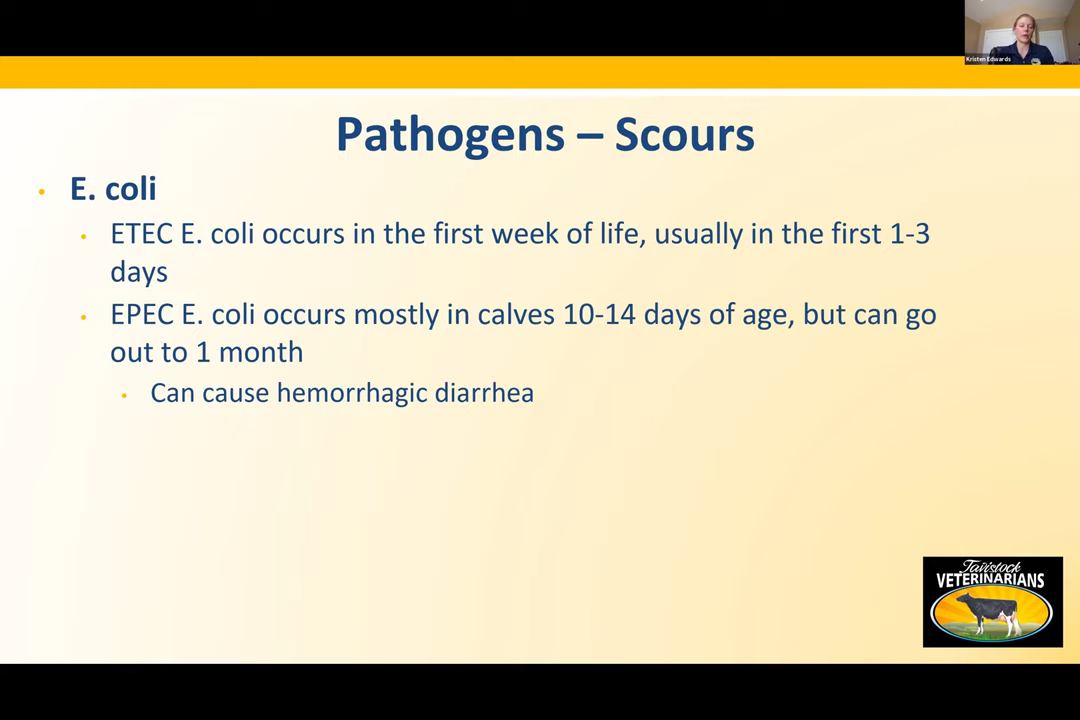 Kristen Edwards
Pathogens – Scours
• E. coli
• ETEC E. coli occurs in the first week of life, usually in the first 1-3
days
• EPEC E. coli occurs mostly in calves 10-14 days of age, but can go
out to 1 month
• Can cause hemorrhagic diarrhea
Tavistock
VETERINARIANS